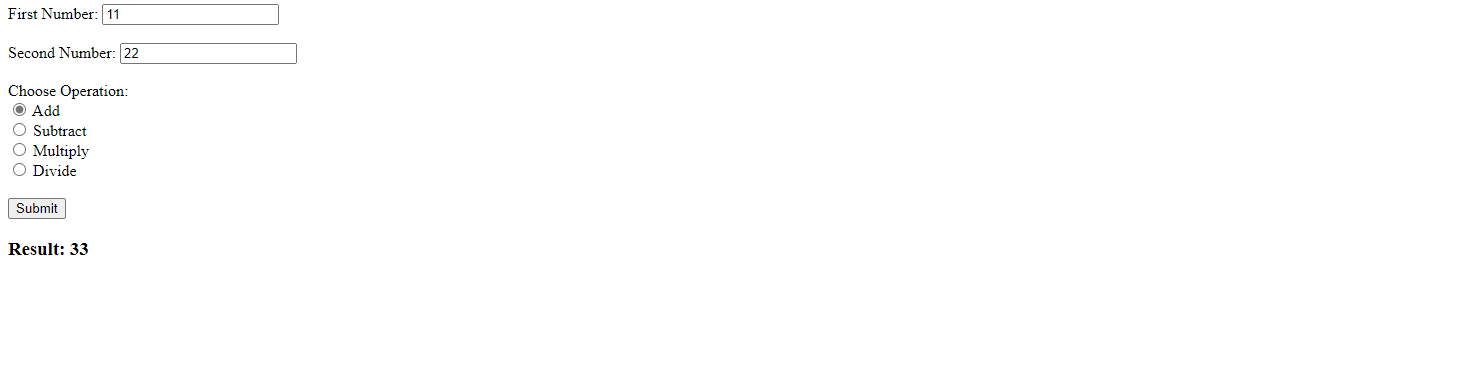 First Number: 11
Second Number: 22
Choose Operation:
Add
Subtract
Multiply
Divide
Submit
Result: 33